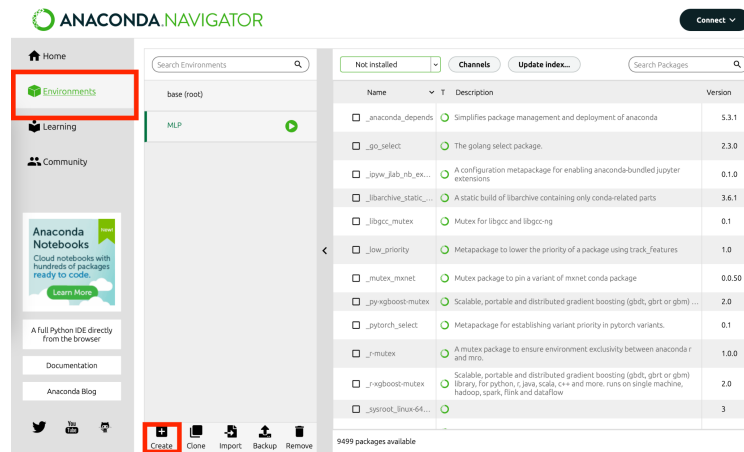 ANACONDA.NAVIGATOR
Connect
Home
Environments
Learning
Community
Anaconda
Notebooks
New!
Cloud notebooks with
hundreds of packages
ready to code.
Learn More
A full Python IDE directly
from the browser
Documentation
Anaconda Blog
You
Tube
Search Environments
base (root)
MLP
Create
Clone
Import
Backup
Remove
Not installed
Channels
Update index...
Search Packages
Name T Description Version
_anaconda_depends Simplifies package management and deployment of anaconda 5.3.1
_go_select The golang select package. 2.3.0
_ipyw_jlab_nb_ex... A configuration metapackage for enabling anaconda-bundled jupyter
extensions 0.1.0
_libarchive_static_... A static build of libarchive containing only conda-related parts 3.6.1
_libgcc_mutex Mutex for libgcc and libgcc-ng 0.1
_low_priority Metapackage to lower the priority of a package using track_features 1.0
_mutex_mxnet Mutex package to pin a variant of mxnet conda package 0.0.50
_py-xgboost-mutex Scalable, portable and distributed gradient boosting (gbdt, gbrt or gbm) ... 2.0
_pytorch_select Metapackage for establishing variant priority in pytorch variants. 0.1
_r-mutex A mutex package to ensure environment exclusivity between anaconda r
and mro. 1.0.0
_r-xgboost-mutex Scalable, portable and distributed gradient boosting (gbdt, gbrt or gbm)
library, for python, r, java, scala, c++ and more. runs on single machine,
hadoop, spark, flink and dataflow 2.0
_sysroot_linux-64... 3
9499 packages available